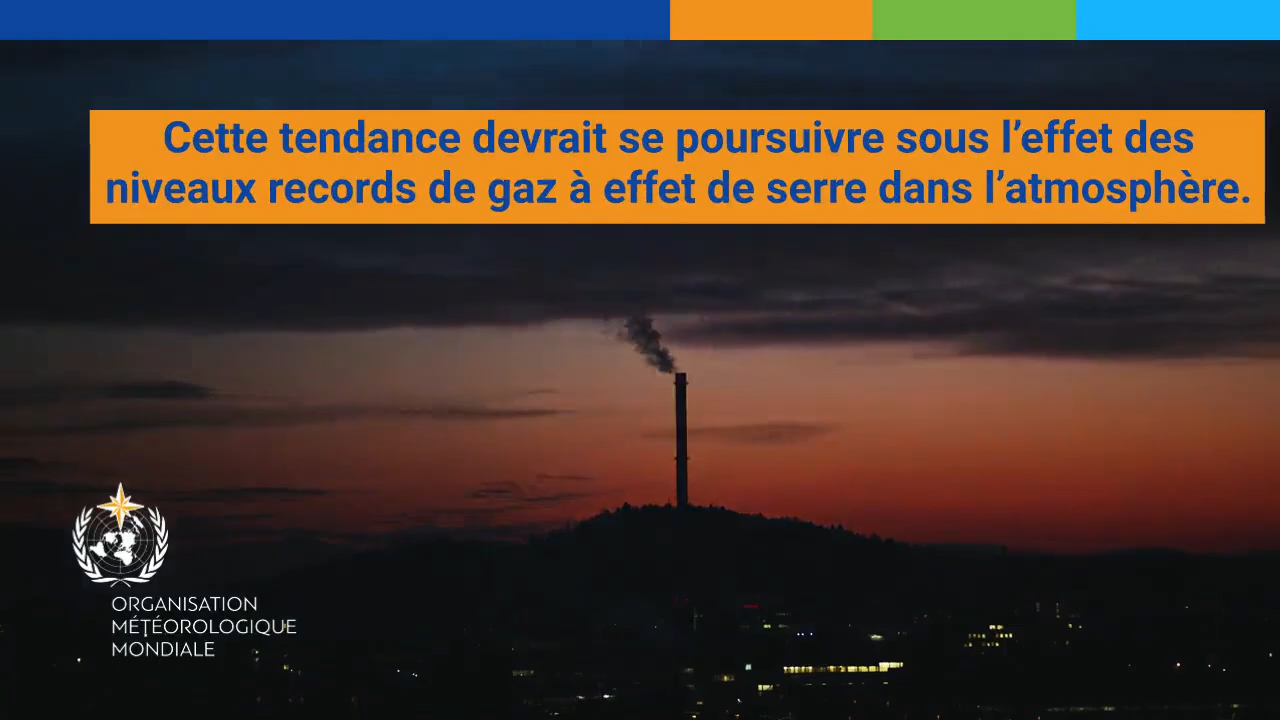 Cette tendance devrait se poursuivre sous l’effet des
niveaux records de gaz à effet de serre dans l’atmosphère.
ORGANISATION
MÉTÉOROLOGIQUE
MONDIALE